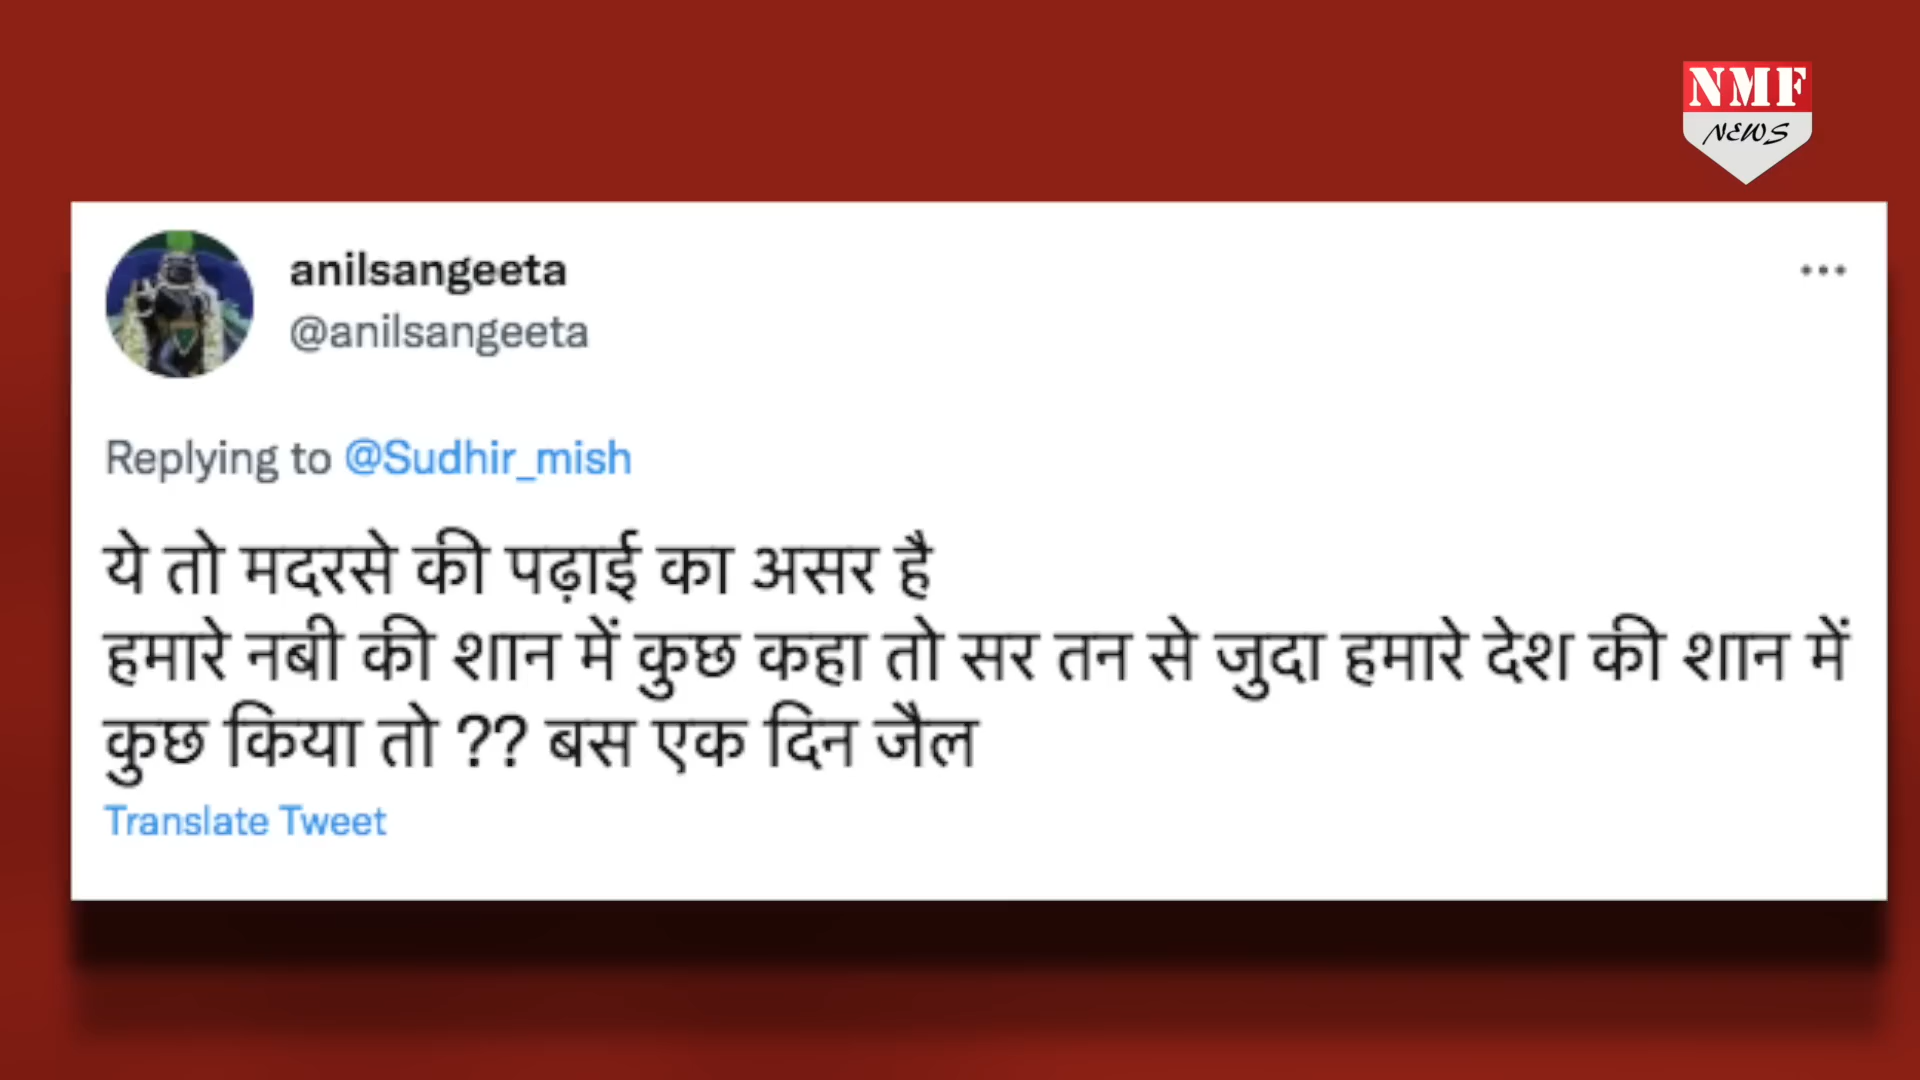 NMF
NEWS
anilsangeeta
@anilsangeeta
Replying to @Sudhir_mish
ये तो मदरसे की पढ़ाई का असर है
हमारे नबी की शान में कुछ कहा तो सर तन से जुदा हमारे देश की शान में
कुछ किया तो ?? बस एक दिन जैल
Translate Tweet